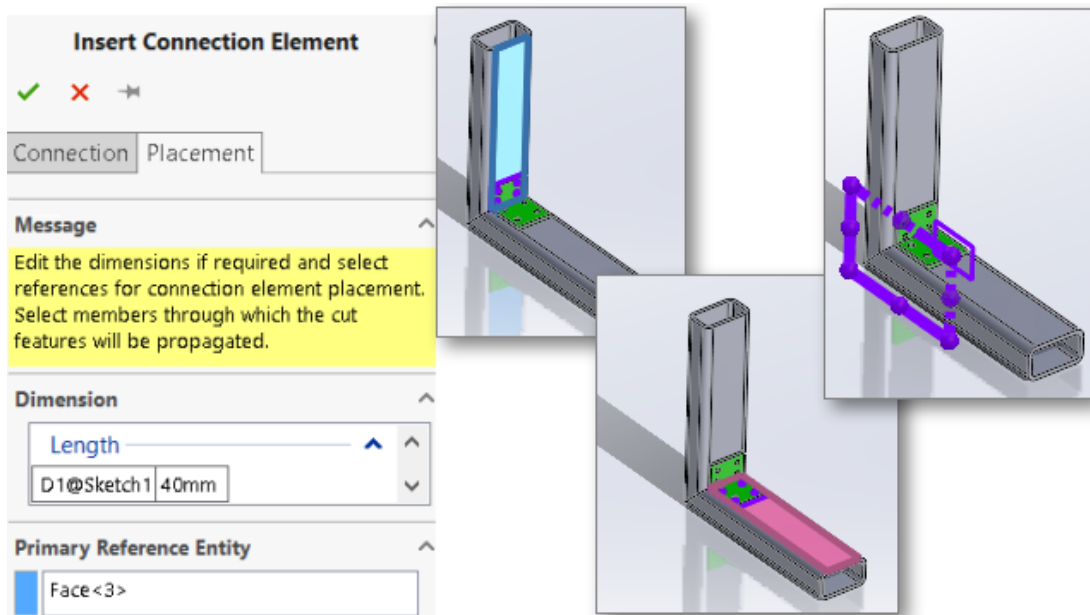 Insert Connection Element
Connection
Placement
Message
Edit the dimensions if required and select
references for connection element placement.
Select members through which the cut
features will be propagated.
Dimension
Length
D1@Sketch1 40mm
Primary Reference Entity
Face<3>